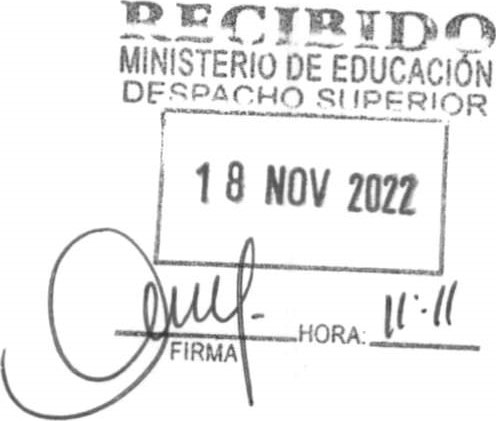 RECIBIDO
MINISTERIO DE EDUCACIÓN
DESPACHO SUPERIOR
18 NOV 2022
HORA: 11:11
FIRMA